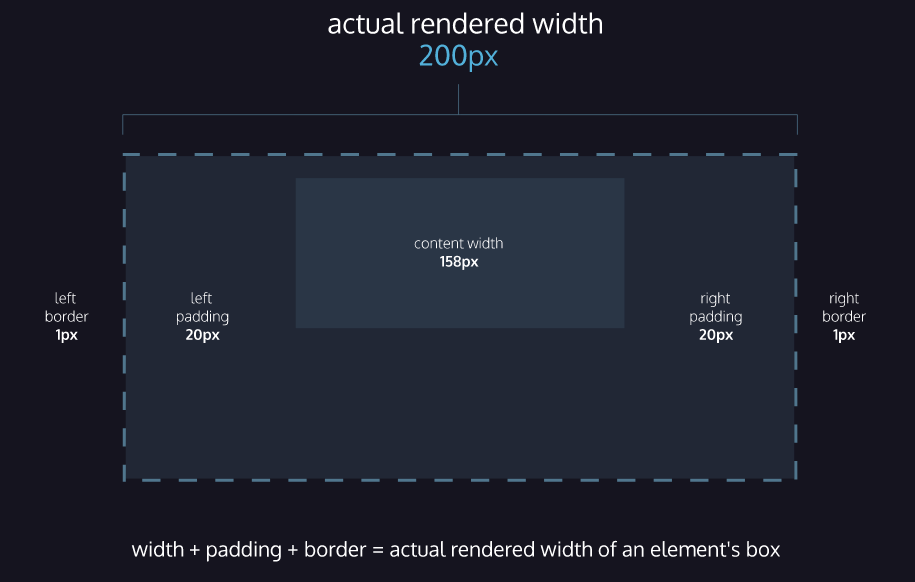 actual rendered width
200px
content width
158px
left
border
1px
left
padding
20px
right
padding
20px
right
border
1px
width + padding + border = actual rendered width of an element's box